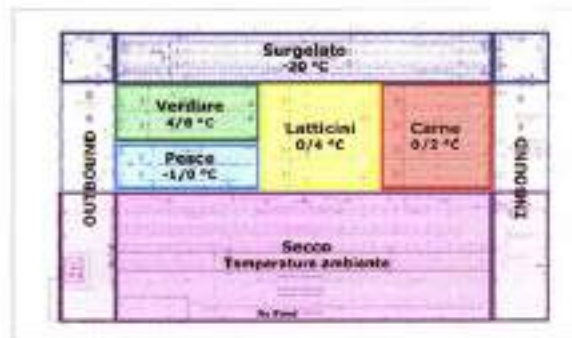 Surgelato
-20 °C
Verdure
4/8 °C
Latticini
0/4 °C
Carne
0/2 °C
Pesce
-1/0 °C
OUTBOUND
INBOUND
Secco
Temperatura ambiente